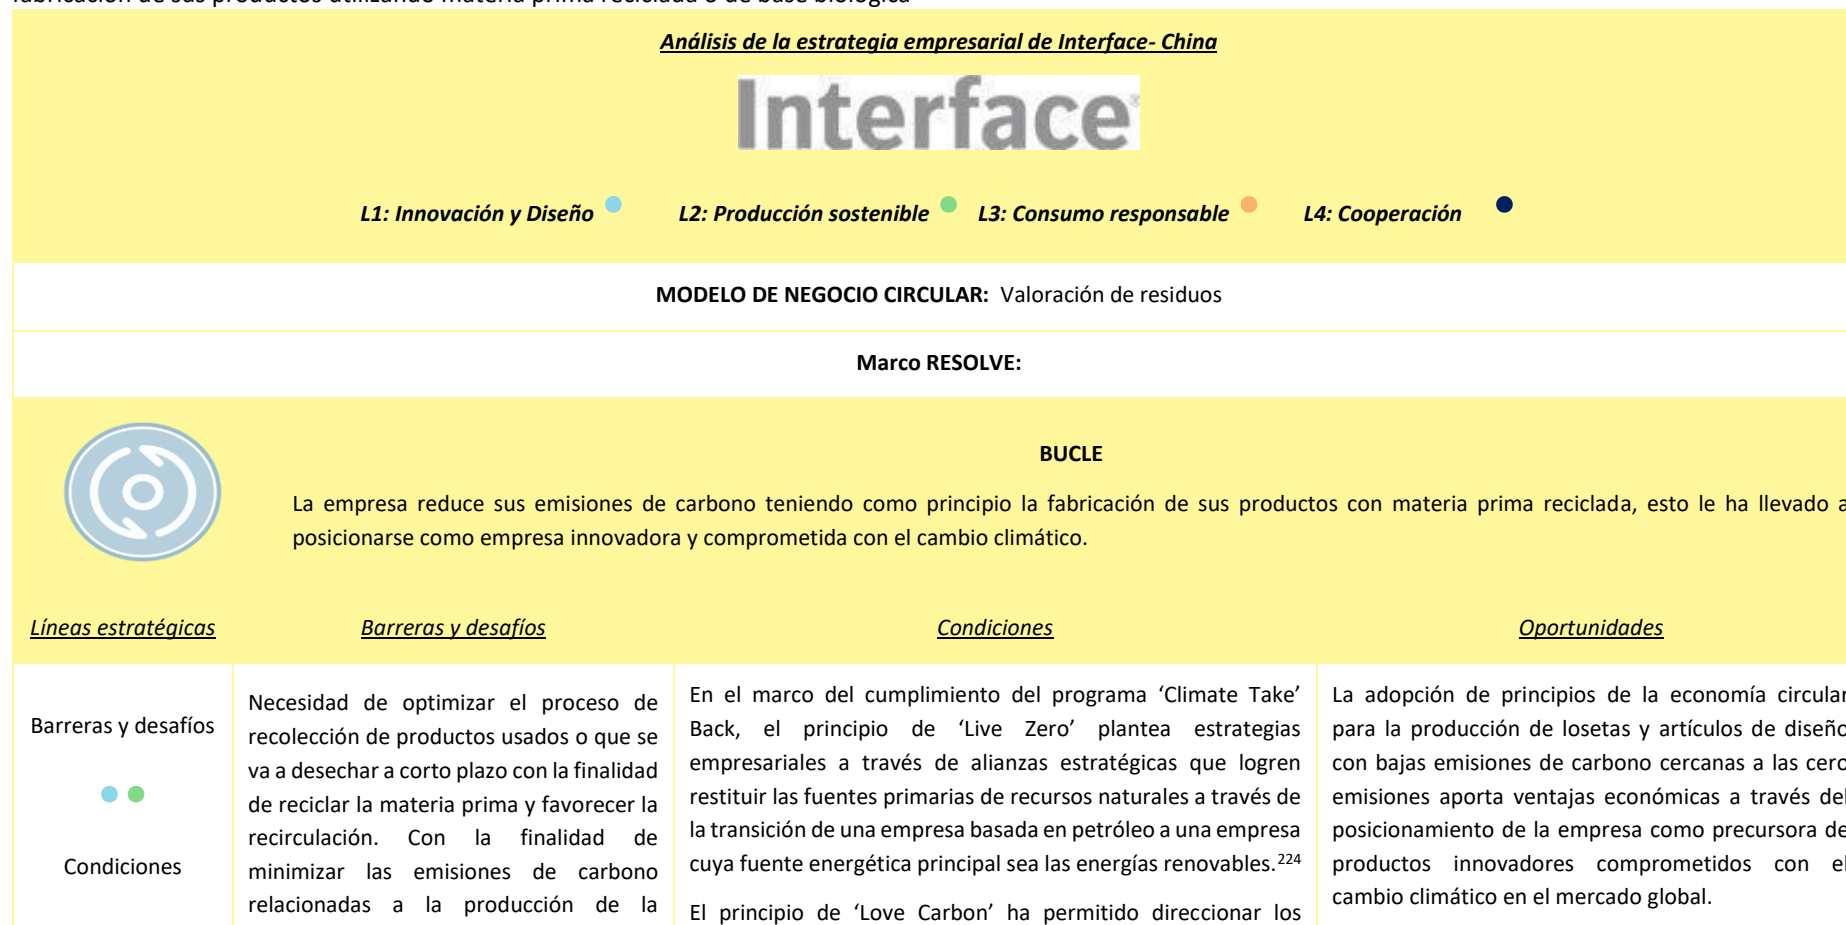 fabricación de sus productos utilizando materia prima reciclada o de base biológica
Análisis de la estrategia empresarial de Interface- China
Interface
L1: Innovación y Diseño L2: Producción sostenible L3: Consumo responsable L4: Cooperación
MODELO DE NEGOCIO CIRCULAR: Valoración de residuos
Marco RESOLVE:
BUCLE
La empresa reduce sus emisiones de carbono teniendo como principio la fabricación de sus productos con materia prima reciclada, esto le ha llevado a
posicionarse como empresa innovadora y comprometida con el cambio climático.
Líneas estratégicas
Barreras y desafíos
Condiciones
Oportunidades
Barreras y desafíos
Condiciones
Necesidad de optimizar el proceso de
recolección de productos usados o que se
va a desechar a corto plazo con la finalidad
de reciclar la materia prima y favorecer la
recirculación. Con la finalidad de
minimizar las emisiones de carbono
relacionadas a la producción de la
En el marco del cumplimiento del programa ‘Climate Take’
Back, el principio de ‘Live Zero’ plantea estrategias
empresariales a través de alianzas estratégicas que logren
restituir las fuentes primarias de recursos naturales a través de
la transición de una empresa basada en petróleo a una empresa
cuya fuente energética principal sea las energías renovables.224
El principio de ‘Love Carbon’ ha permitido direccionar los
La adopción de principios de la economía circular
para la producción de losetas y artículos de diseño
con bajas emisiones de carbono cercanas a las cero
emisiones aporta ventajas económicas a través del
posicionamiento de la empresa como precursora de
productos innovadores comprometidos con el
cambio climático en el mercado global.